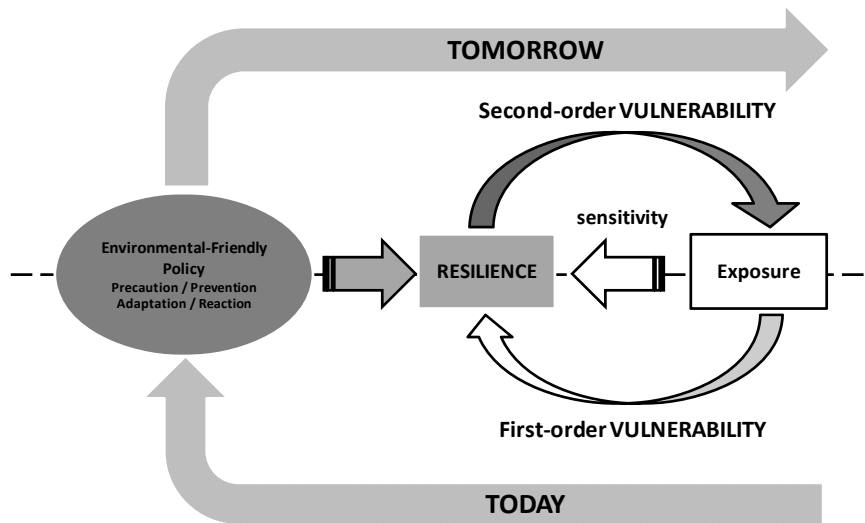 TOMORROW
Second-order VULNERABILITY
sensitivity
Environmental-Friendly
Policy
Precaution / Prevention
Adaptation / Reaction
RESILIENCE
Exposure
First-order VULNERABILITY
TODAY